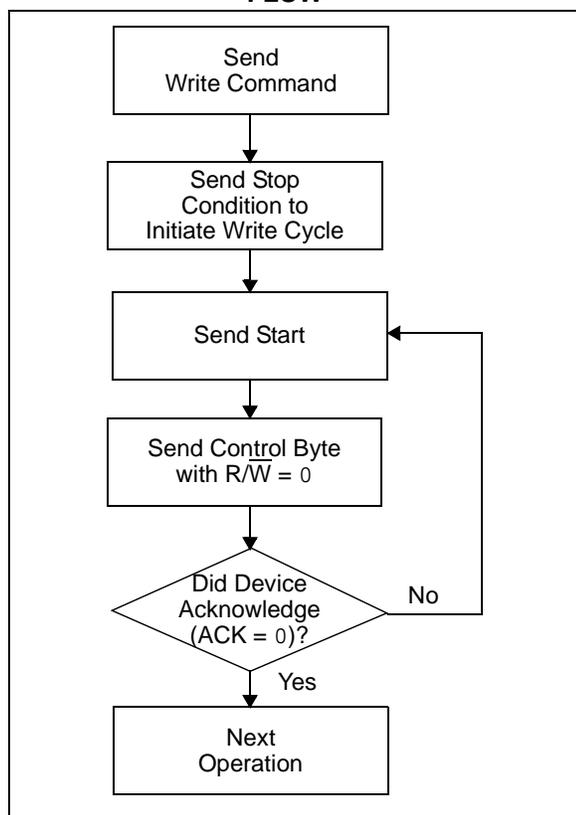 Send
Write Command
Send Stop
Condition to
Initiate Write Cycle
Send Start
Send Control Byte
with R/W̅ = 0
Did Device
Acknowledge
(ACK = 0)?
No
Yes
Next
Operation